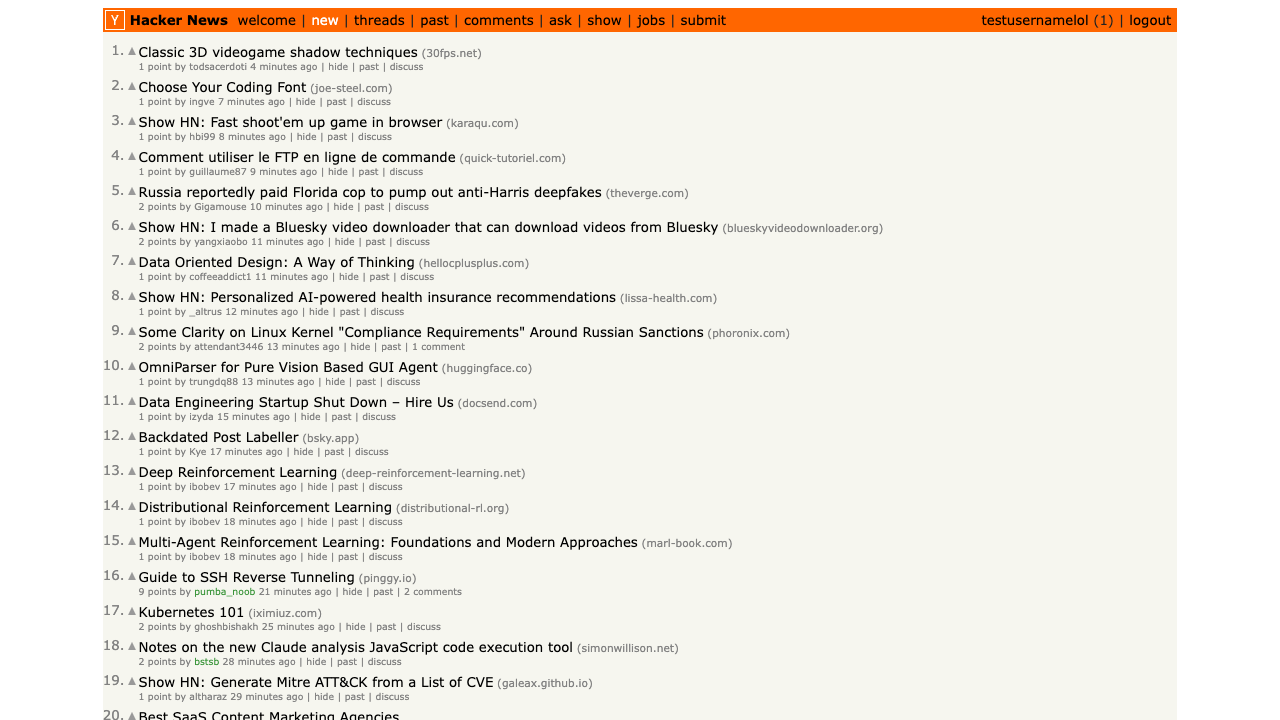 Y Hacker News welcome | new | threads | past | comments | ask | show | jobs | submit testusernamelol (1) | logout
1. Classic 3D videogame shadow techniques (30fps.net)
1 point by todsacerdoti 4 minutes ago | hide | past | discuss
2. Choose Your Coding Font (joe-steel.com)
1 point by ingve 7 minutes ago | hide | past | discuss
3. Show HN: Fast shoot'em up game in browser (karaqu.com)
1 point by hbi99 8 minutes ago | hide | past | discuss
4. Comment utiliser le FTP en ligne de commande (quick-tutoriel.com)
1 point by guillaume87 9 minutes ago | hide | past | discuss
5. Russia reportedly paid Florida cop to pump out anti-Harris deepfakes (theverge.com)
2 points by Gigamouse 10 minutes ago | hide | past | discuss
6. Show HN: I made a Bluesky video downloader that can download videos from Bluesky (blueskyvideodownloader.org)
2 points by yangxiaobo 11 minutes ago | hide | past | discuss
7. Data Oriented Design: A Way of Thinking (hellocplusplus.com)
1 point by coffeeaddict1 11 minutes ago | hide | past | discuss
8. Show HN: Personalized AI-powered health insurance recommendations (lissa-health.com)
1 point by _altrus 12 minutes ago | hide | past | discuss
9. Some Clarity on Linux Kernel "Compliance Requirements" Around Russian Sanctions (phoronix.com)
2 points by attendant3446 13 minutes ago | hide | past | 1 comment
10. OmniParser for Pure Vision Based GUI Agent (huggingface.co)
1 point by trungdq88 13 minutes ago | hide | past | discuss
11. Data Engineering Startup Shut Down – Hire Us (docsend.com)
1 point by izyda 15 minutes ago | hide | past | discuss
12. Backdated Post Labeller (bsky.app)
1 point by Kye 17 minutes ago | hide | past | discuss
13. Deep Reinforcement Learning (deep-reinforcement-learning.net)
1 point by ibobev 17 minutes ago | hide | past | discuss
14. Distributional Reinforcement Learning (distributional-rl.org)
1 point by ibobev 18 minutes ago | hide | past | discuss
15. Multi-Agent Reinforcement Learning: Foundations and Modern Approaches (marl-book.com)
1 point by ibobev 18 minutes ago | hide | past | discuss
16. Guide to SSH Reverse Tunneling (pinggy.io)
9 points by pumba_noob 21 minutes ago | hide | past | 2 comments
17. Kubernetes 101 (iximiuz.com)
2 points by ghoshbishakh 25 minutes ago | hide | past | discuss
18. Notes on the new Claude analysis JavaScript code execution tool (simonwillison.net)
2 points by bstsb 28 minutes ago | hide | past | discuss
19. Show HN: Generate Mitre ATT&CK from a List of CVE (galeax.github.io)
1 point by altharaz 29 minutes ago | hide | past | discuss
20. Best SaaS Content Marketing Agencies